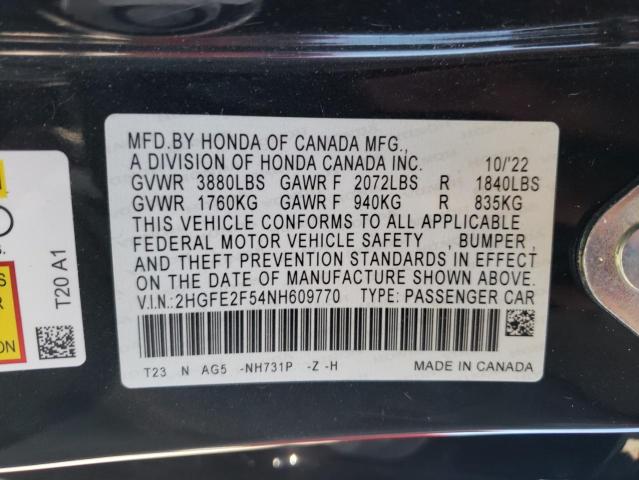 MFD.BY HONDA OF CANADA MFG.,
A DIVISION OF HONDA CANADA INC. 10/'22
GVWR 3880LBS GAWR F 2072LBS R 1840LBS
GVWR 1760KG GAWR F 940KG R 835KG
THIS VEHICLE CONFORMS TO ALL APPLICABLE
FEDERAL MOTOR VEHICLE SAFETY , BUMPER ,
AND THEFT PREVENTION STANDARDS IN EFFECT
ON THE DATE OF MANUFACTURE SHOWN ABOVE.
V.I.N.: 2HGFE2F54NH609770 TYPE: PASSENGER CAR
T23 N AG5 -NH731P -Z -H MADE IN CANADA
T20 A1